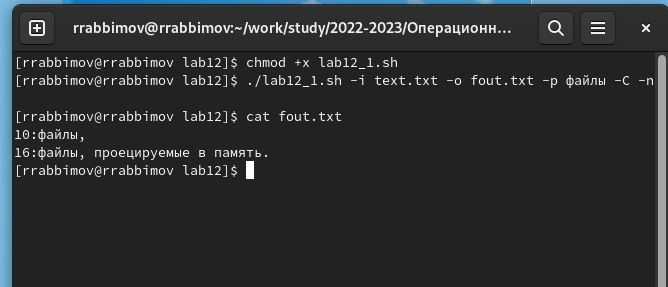 rrabbimov@rrabbimov:~/work/study/2022-2023/Операционн...
[rrabbimov@rrabbimov lab12]$ chmod +x lab12_1.sh
[rrabbimov@rrabbimov lab12]$ ./lab12_1.sh -i text.txt -o fout.txt -p файлы -C -n
[rrabbimov@rrabbimov lab12]$ cat fout.txt
10:файлы,
16:файлы, проецируемые в память.
[rrabbimov@rrabbimov lab12]$